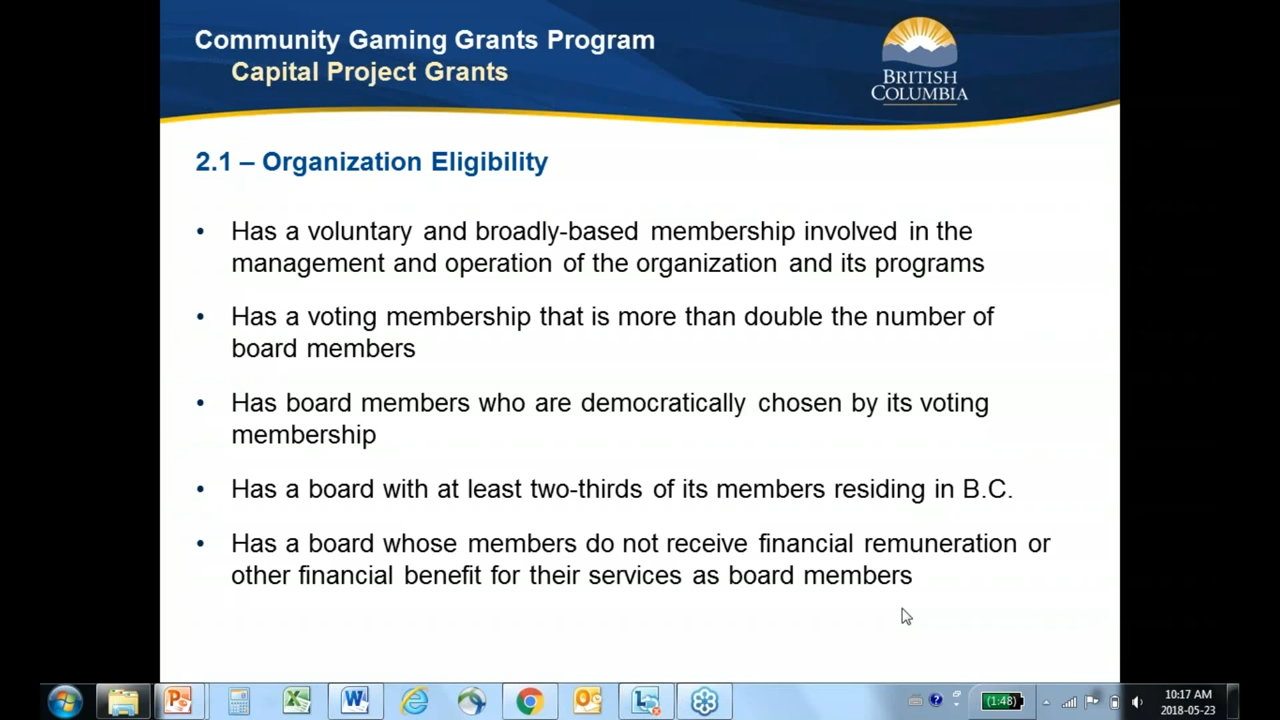 Community Gaming Grants Program
Capital Project Grants
BRITISH
COLUMBIA
2.1 – Organization Eligibility
• Has a voluntary and broadly-based membership involved in the
management and operation of the organization and its programs
• Has a voting membership that is more than double the number of
board members
• Has board members who are democratically chosen by its voting
membership
• Has a board with at least two-thirds of its members residing in B.C.
• Has a board whose members do not receive financial remuneration or
other financial benefit for their services as board members
(1:48)
10:17 AM
2018-05-23